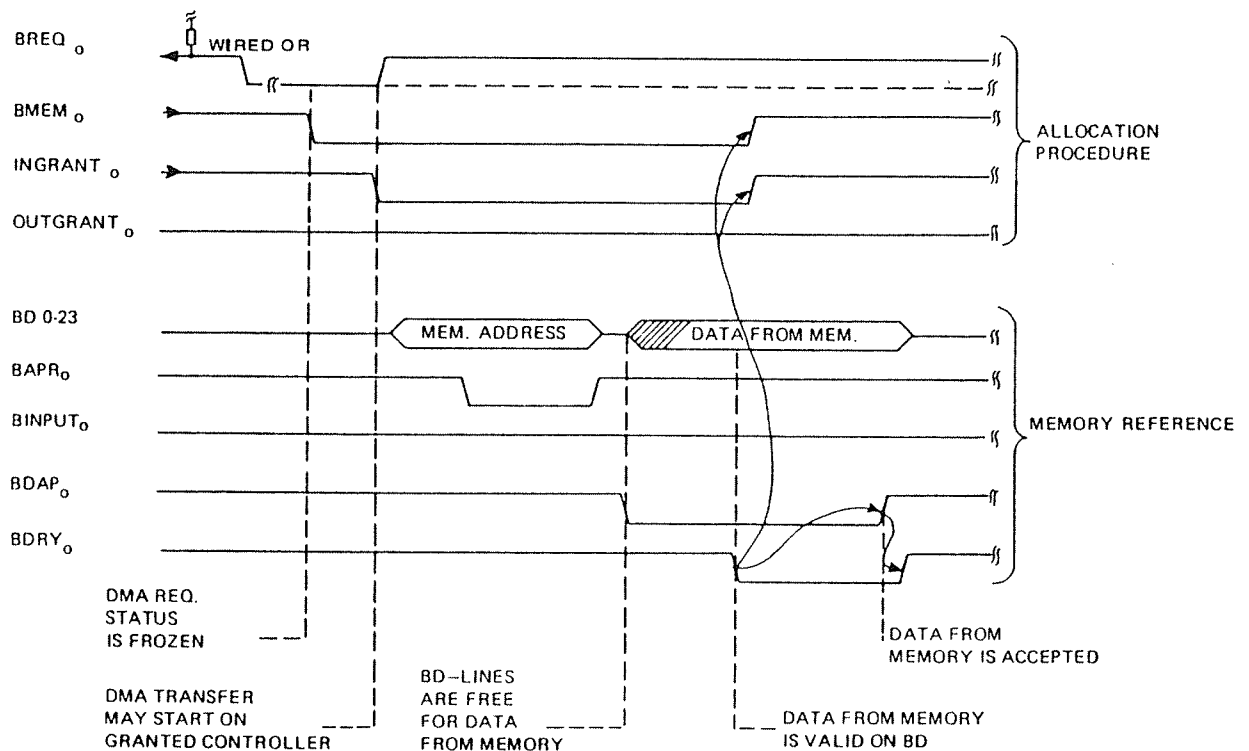 BREQ o
WIRED OR
BMEM o
INGRANT o
OUTGRANT o
ALLOCATION
PROCEDURE
BD 0-23
MEM. ADDRESS
DATA FROM MEM.
BAPR o
BINPUT o
MEMORY REFERENCE
BDAP o
BDRY o
DMA REQ.
STATUS
IS FROZEN
DATA FROM
MEMORY IS ACCEPTED
DMA TRANSFER
MAY START ON
GRANTED CONTROLLER
BD-LINES
ARE FREE
FOR DATA
FROM MEMORY
DATA FROM MEMORY
IS VALID ON BD